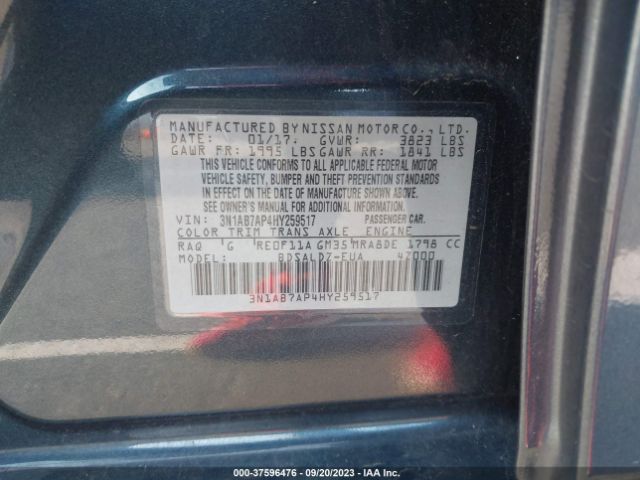 MANUFACTURED BY NISSAN MOTOR CO., LTD.
DATE: 01/17. GVWR: 3823 LBS
GAWR FR: 1995 LBS GAWR RR: 1841 LBS
THIS VEHICLE CONFORMS TO ALL APPLICABLE FEDERAL MOTOR
VEHICLE SAFETY, BUMPER AND THEFT PREVENTION STANDARDS
IN EFFECT ON THE DATE OF MANUFACTURE SHOWN ABOVE.
SEE OWNER'S MANUAL FOR ADDITIONAL INFORMATION.
VIN: 3N1AB7AP4HY259517 PASSENGER CAR.
COLOR TRIM TRANS AXLE ENGINE
RAQ 'G RE0F11A GM35 MRA8DE 1798 CC
MODEL: BDSALDZ-EUA 4Z000
3N1AB7AP4HY259517
000-37596476 | 09/20/2023 | IAA Inc.